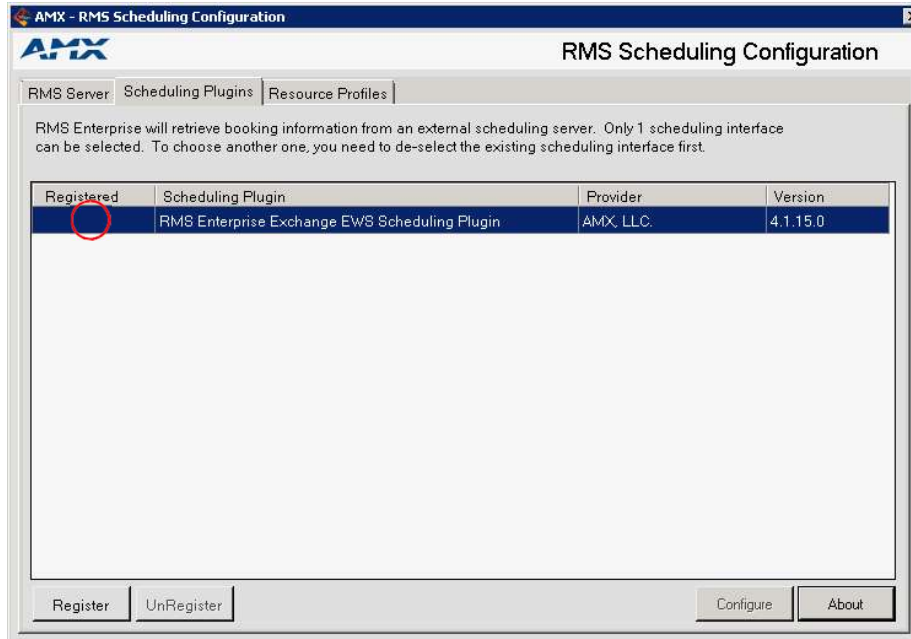 AMX - RMS Scheduling Configuration
AMX
RMS Scheduling Configuration
RMS Server Scheduling Plugins Resource Profiles
RMS Enterprise will retrieve booking information from an external scheduling server. Only 1 scheduling interface
can be selected. To choose another one, you need to de-select the existing scheduling interface first.
Registered Scheduling Plugin Provider Version
RMS Enterprise Exchange EWS Scheduling Plugin AMX, LLC. 4.1.15.0
Register UnRegister Configure About